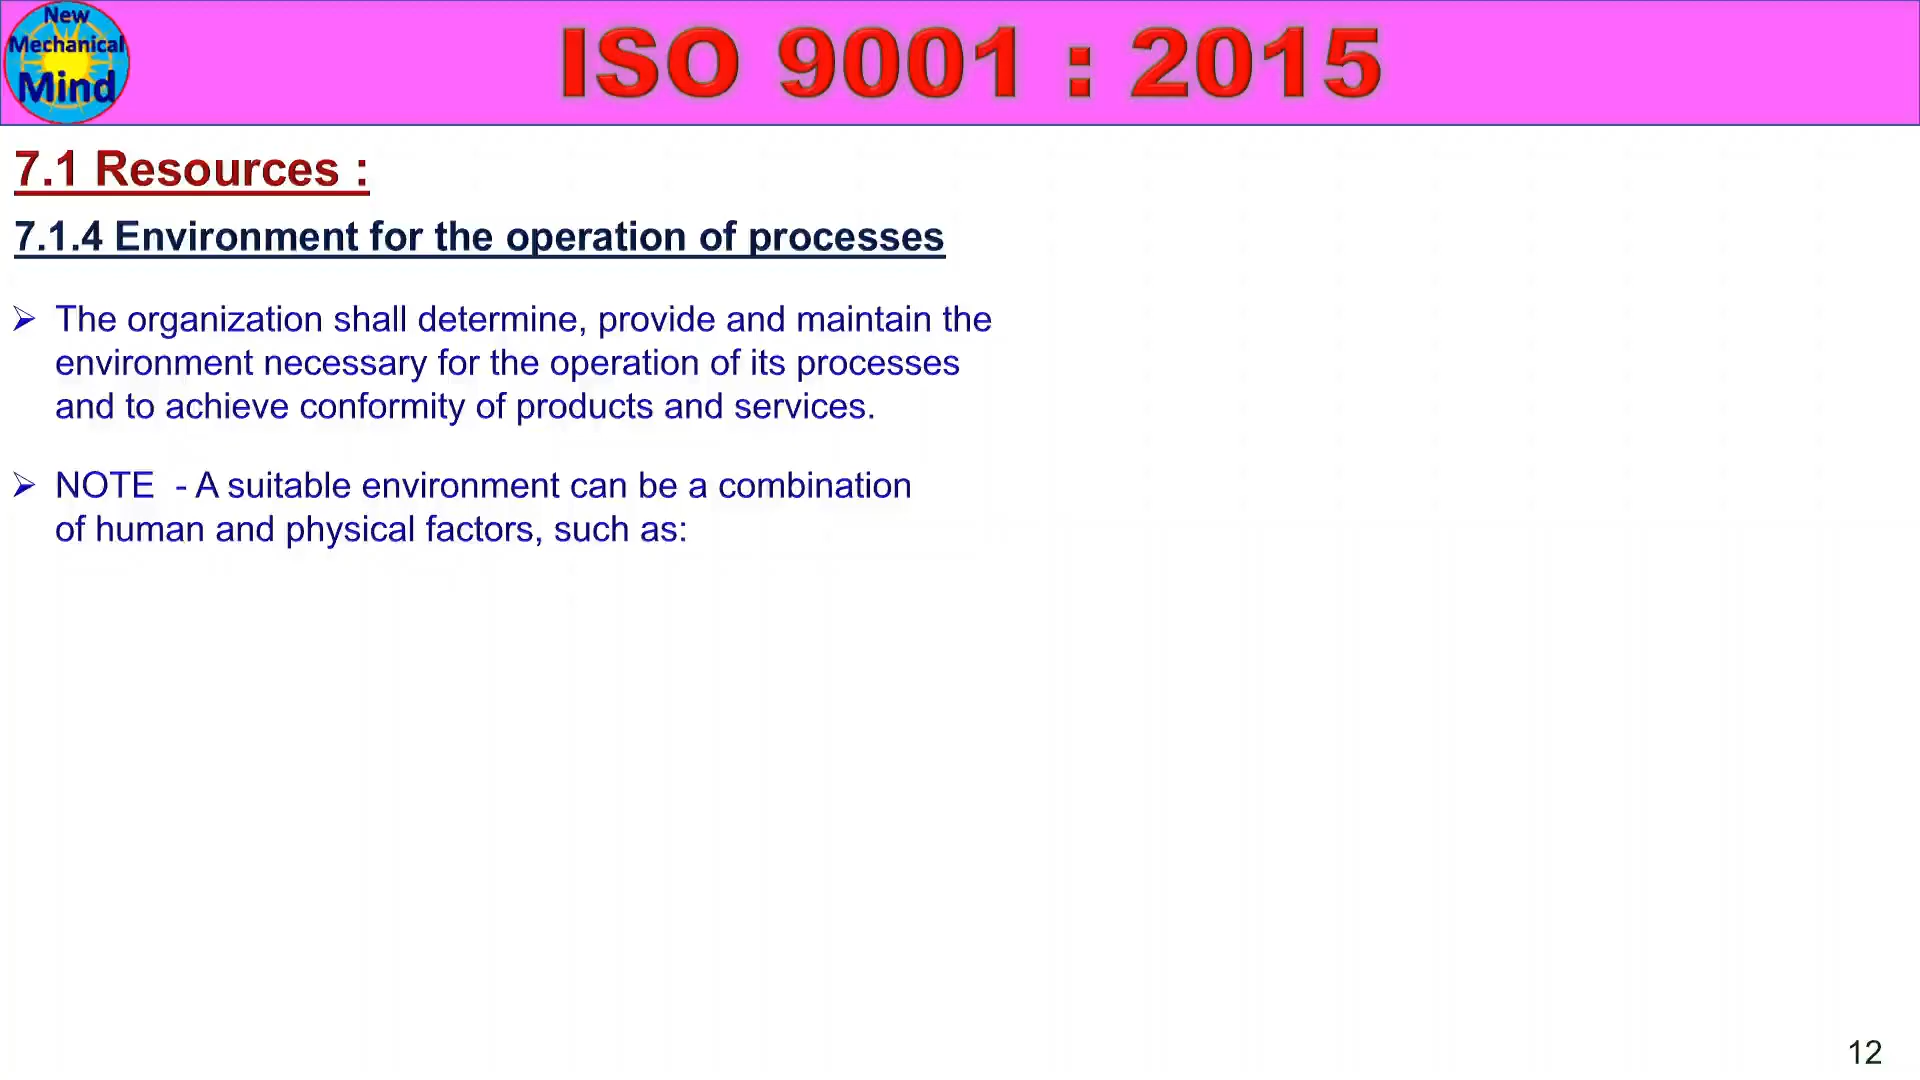 New
Mechanical
Mind
ISO 9001 : 2015
7.1 Resources :
7.1.4 Environment for the operation of processes
➢ The organization shall determine, provide and maintain the
environment necessary for the operation of its processes
and to achieve conformity of products and services.
➢ NOTE - A suitable environment can be a combination
of human and physical factors, such as:
12